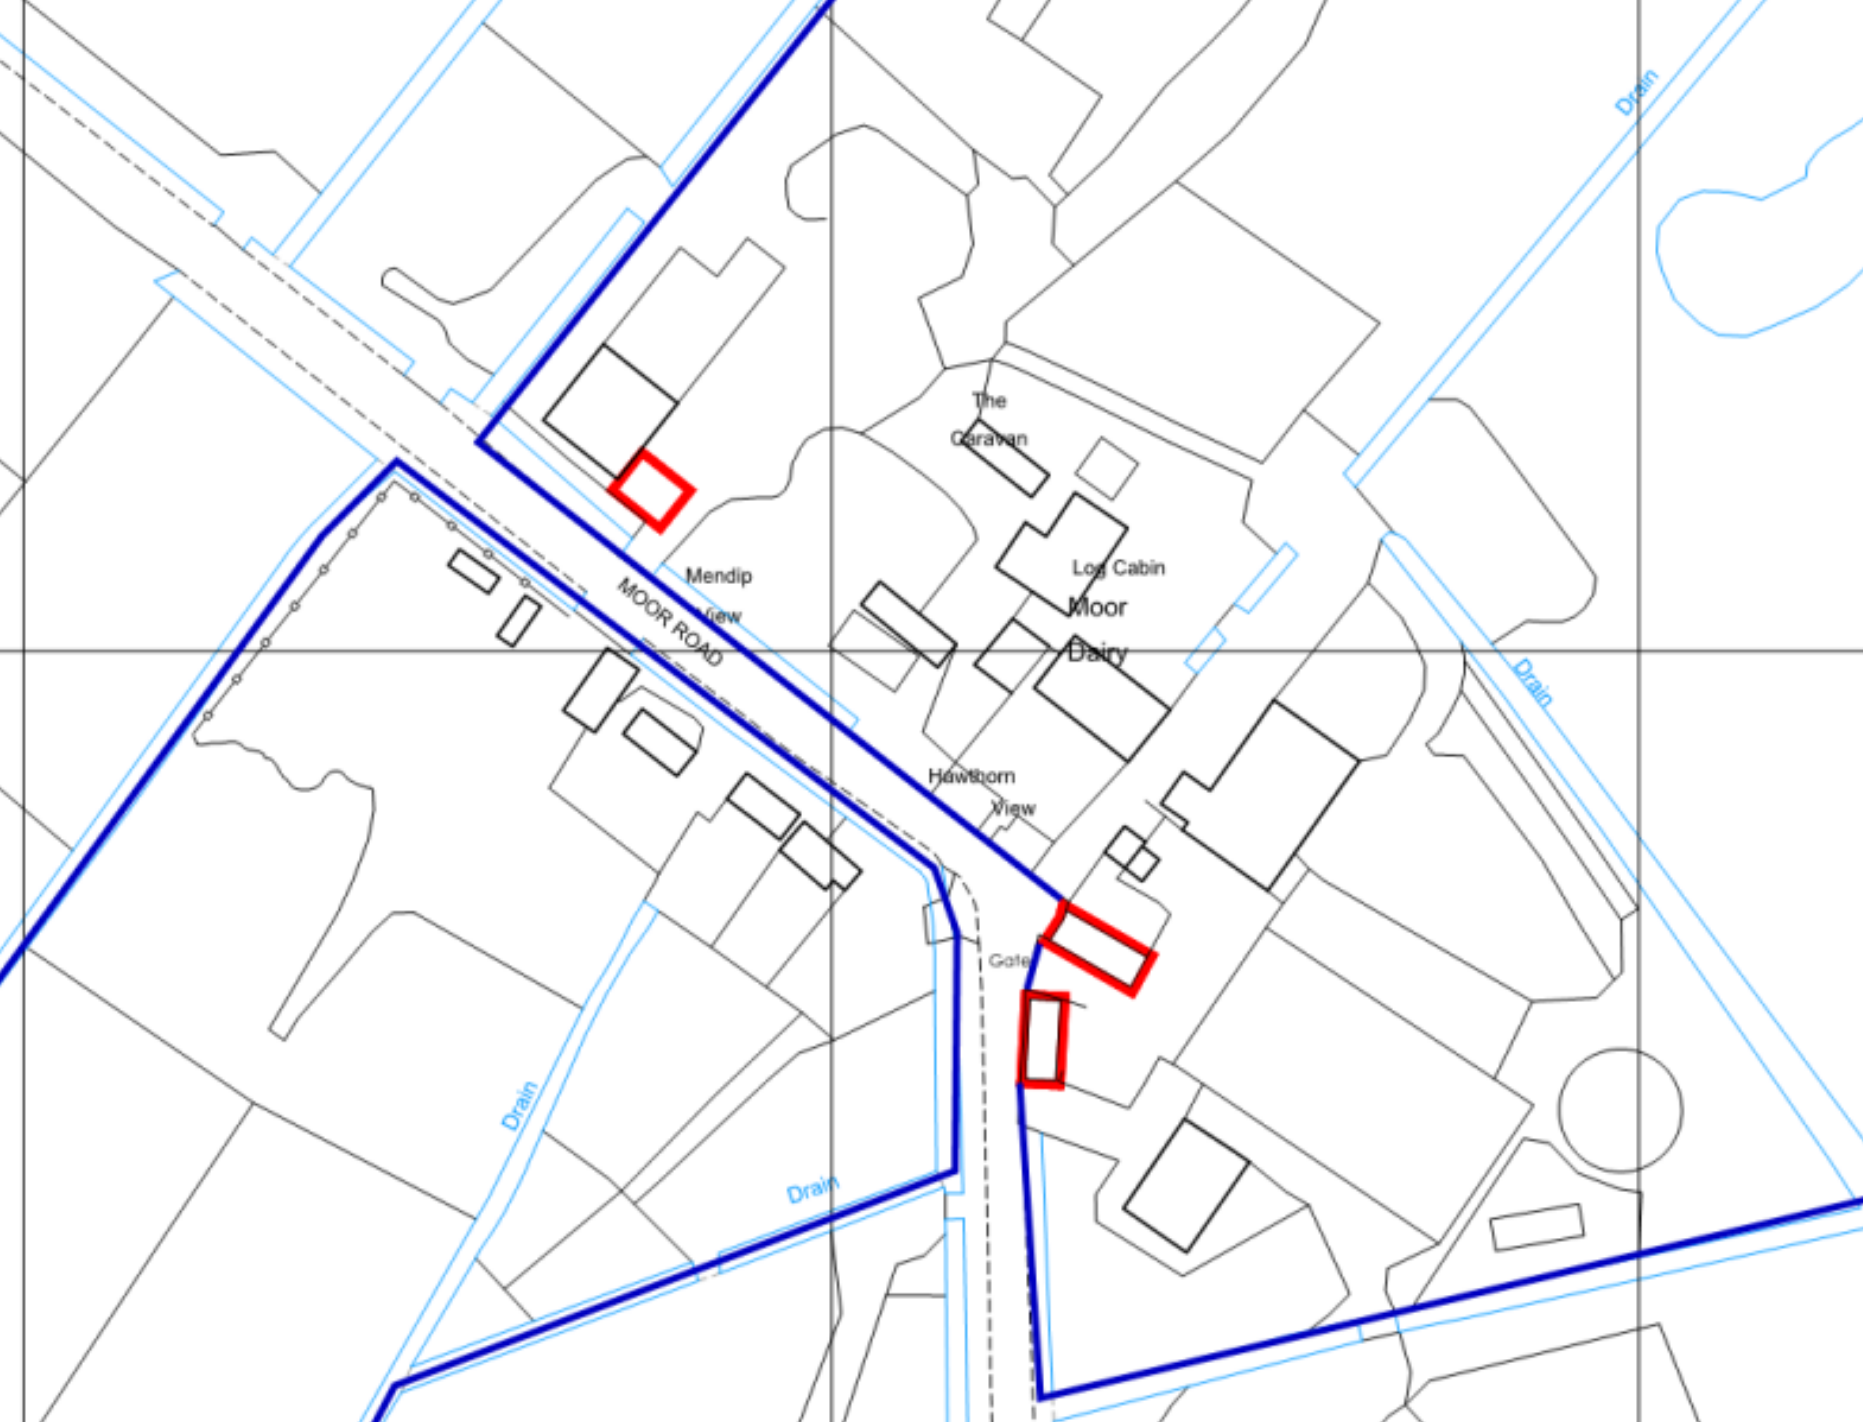 Drain
The
Caravan
Log Cabin
Mendip
View
MOOR ROAD
Moor
Dairy
Drain
Hawthorn
View
Gate
Drain
Drain